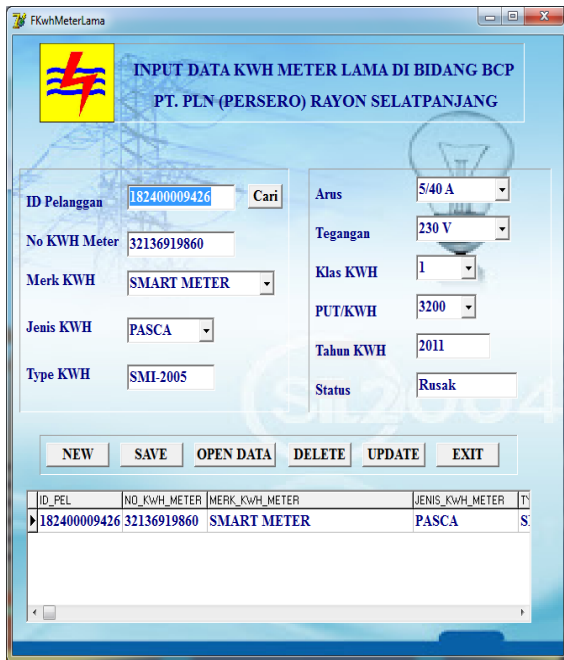 FKwhMeterLama
INPUT DATA KWH METER LAMA DI BIDANG BCP
PT. PLN (PERSERO) RAYON SELATPANJANG
ID Pelanggan 182400009426 Cari
No KWH Meter 32136919860
Merk KWH SMART METER
Jenis KWH PASCA
Type KWH SMI-2005
Arus 5/40 A
Tegangan 230 V
Klas KWH 1
PUT/KWH 3200
Tahun KWH 2011
Status Rusak
SIL2004
NEW SAVE OPEN DATA DELETE UPDATE EXIT
ID_PEL NO_KWH_METER MERK_KWH_METER JENIS_KWH_METER
182400009426 32136919860 SMART METER PASCA